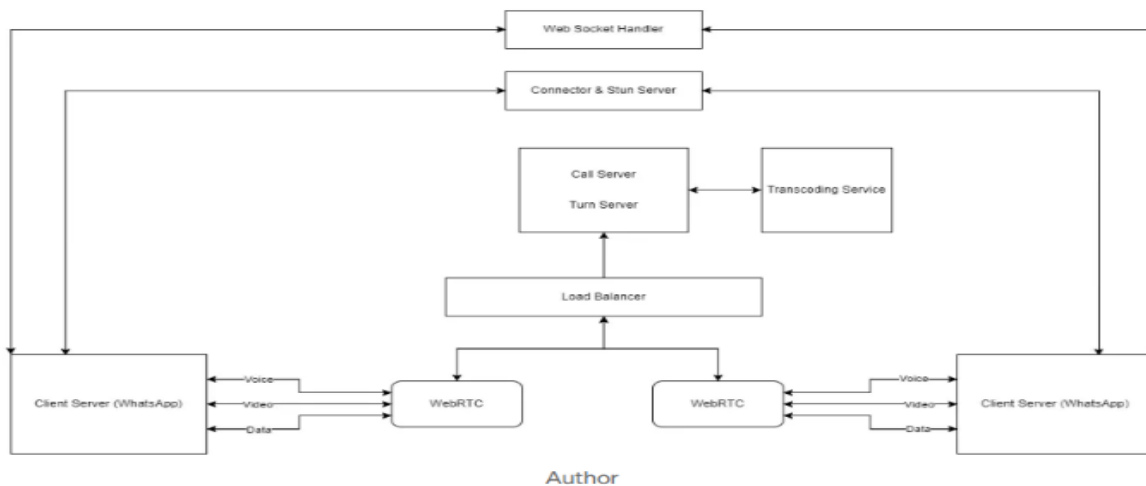 Web Socket Handler
Connector & Stun Server
Call Server
Turn Server
Transcoding Service
Load Balancer
Client Server (WhatsApp)
Voice
Video
Data
WebRTC
WebRTC
Voice
Video
Data
Client Server (WhatsApp)
Author